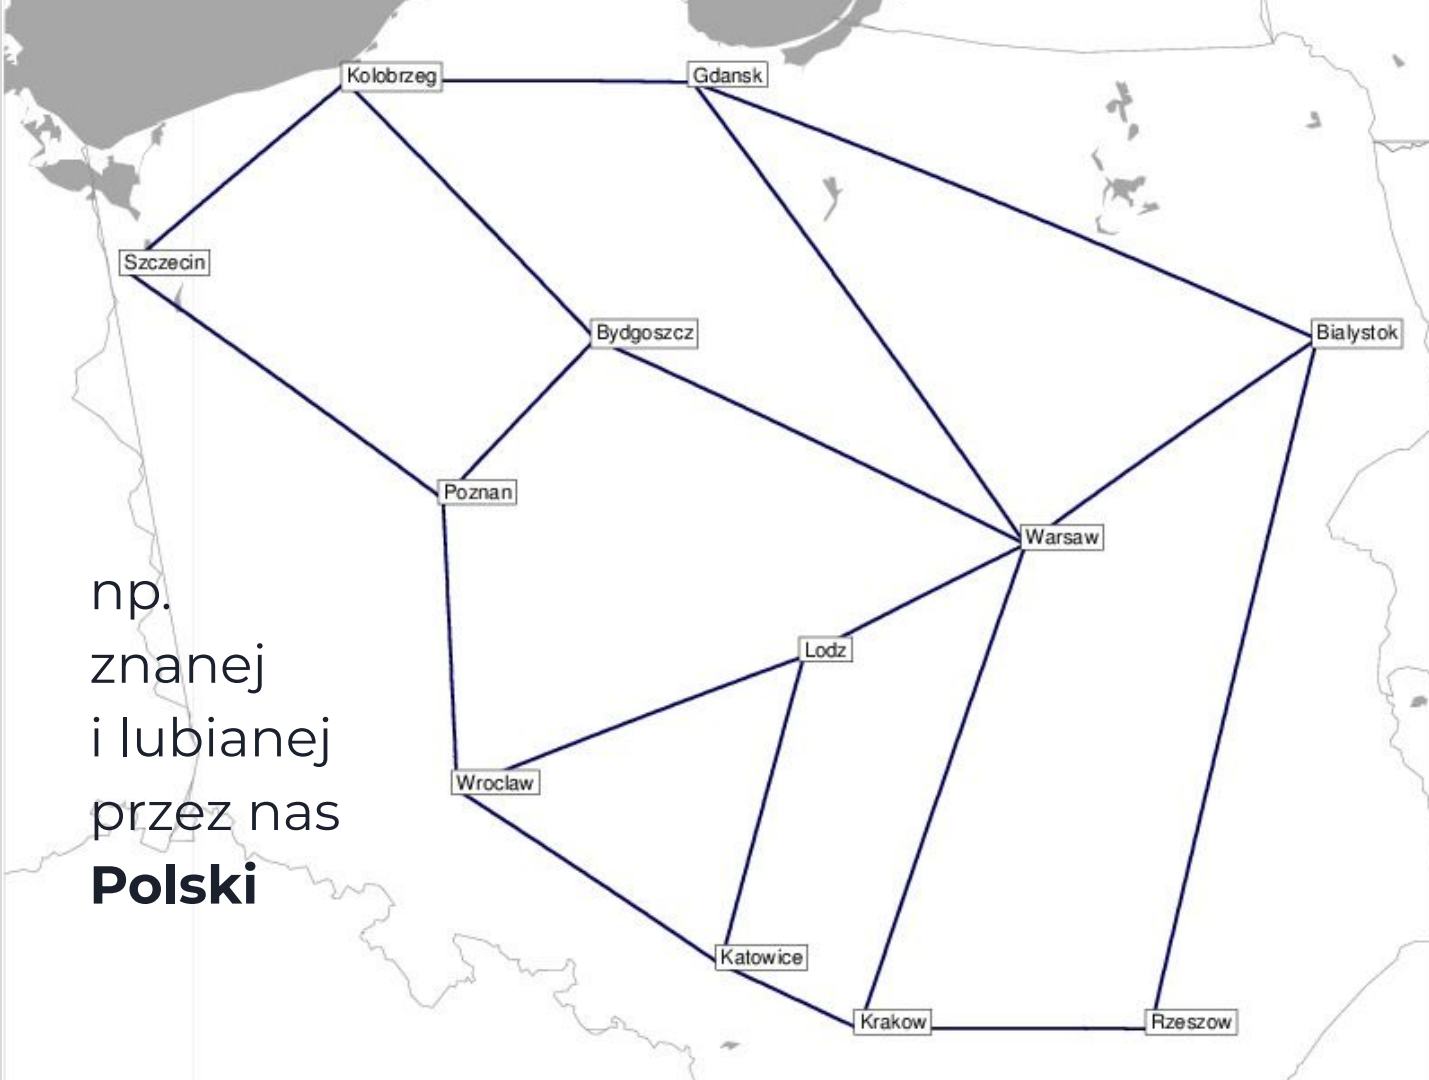 Kolobrzeg
Gdansk
Szczecin
Bydgoszcz
Bialystok
Poznan
Warsaw
np.
znanej
i lubianej
przez nas
Polski
Lodz
Wroclaw
Katowice
Krakow
Rzeszow